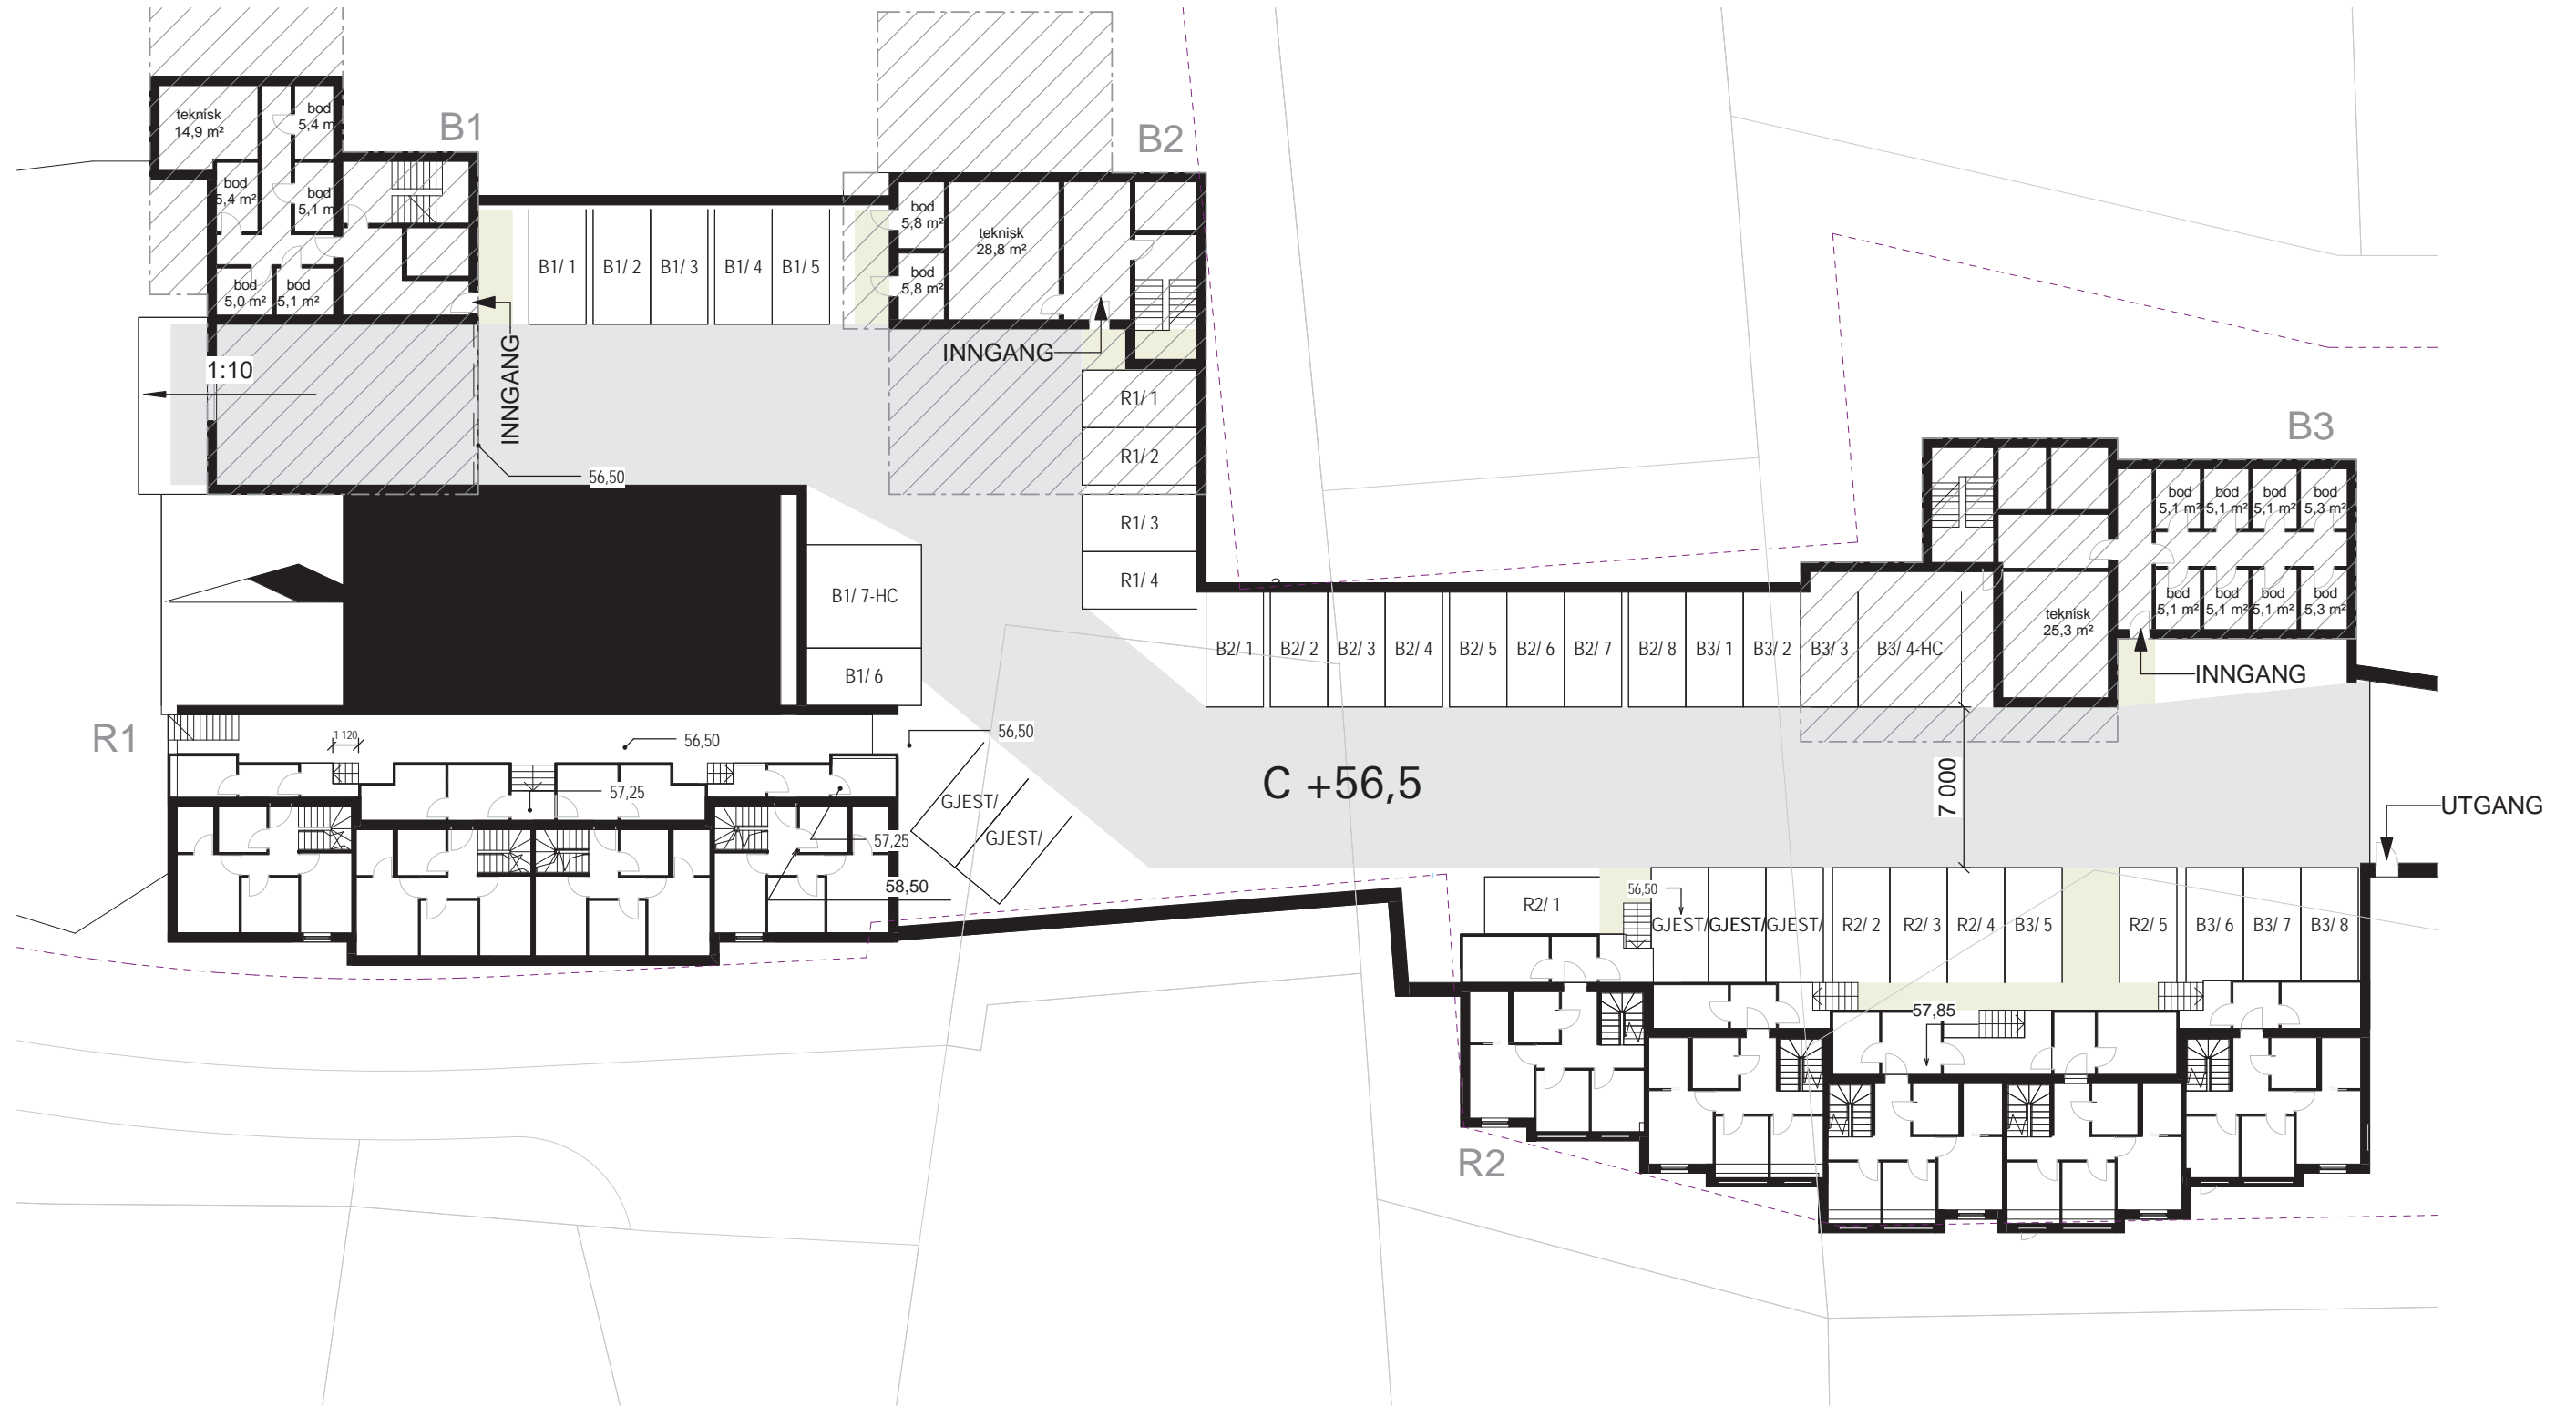 teknisk
14,9 m²
bod
5,4 m
bod
5,4 m²
bod
5,1 m
bod
5,0 m²
bod
5,1 m²
B1
B1/ 1
B1/ 2
B1/ 3
B1/ 4
B1/ 5
bod
5,8 m²
bod
5,8 m²
teknisk
28,8 m²
B2
INNGANG
INNGANG
1:10
56,50
R1/ 1
R1/ 2
R1/ 3
R1/ 4
B1/ 7-HC
B1/ 6
B3
bod
5,1 m²
bod
5,1 m²
bod
5,1 m²
bod
5,3 m²
bod
5,1 m²
bod
5,1 m²
bod
5,1 m²
bod
5,3 m²
teknisk
25,3 m²
INNGANG
B2/ 1
B2/ 2
B2/ 3
B2/ 4
B2/ 5
B2/ 6
B2/ 7
B2/ 8
B3/ 1
B3/ 2
B3/ 3
B3/ 4-HC
R1
1 120
56,50
56,50
57,25
57,25
58,50
GJEST/
GJEST/
C +56,5
7 000
UTGANG
R2/ 1
56,50
GJEST/
GJEST/
GJEST/
R2/ 2
R2/ 3
R2/ 4
B3/ 5
R2/ 5
B3/ 6
B3/ 7
B3/ 8
57,85
R2